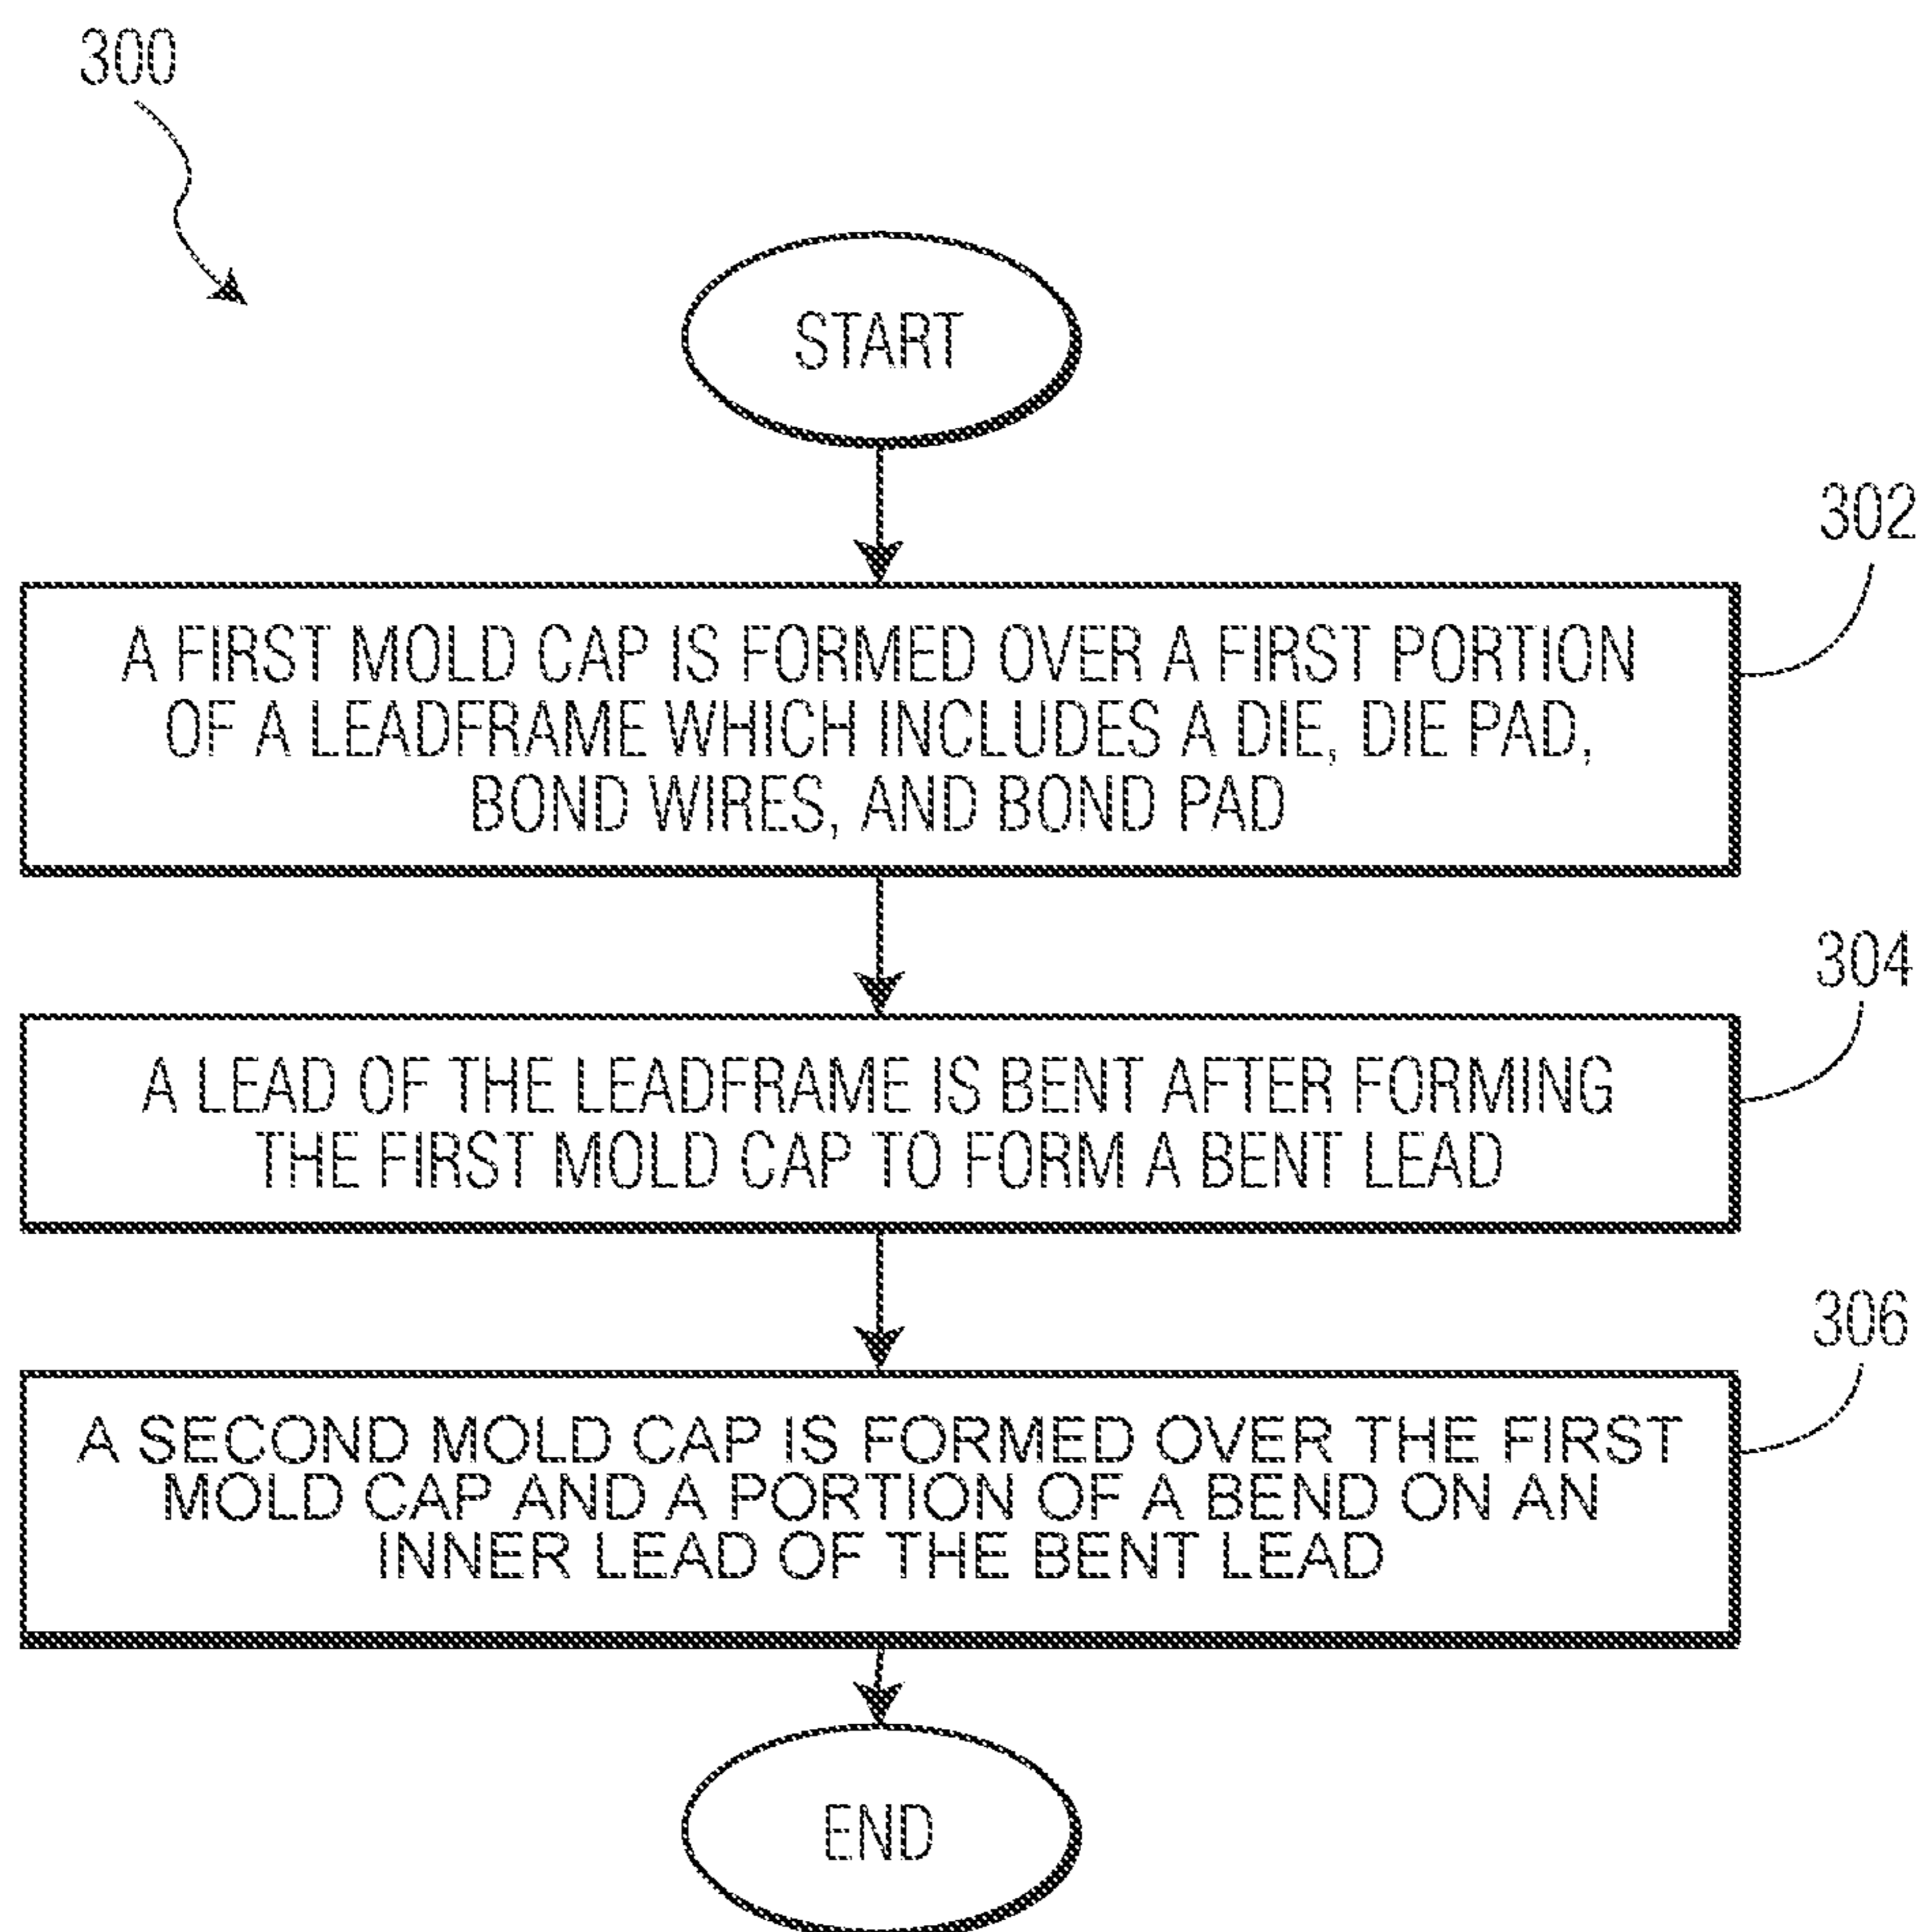 300
START
302
A FIRST MOLD CAP IS FORMED OVER A FIRST PORTION
OF A LEADFRAME WHICH INCLUDES A DIE, DIE PAD,
BOND WIRES, AND BOND PAD
304
A LEAD OF THE LEADFRAME IS BENT AFTER FORMING
THE FIRST MOLD CAP TO FORM A BENT LEAD
306
A SECOND MOLD CAP IS FORMED OVER THE FIRST
MOLD CAP AND A PORTION OF A BEND ON AN
INNER LEAD OF THE BENT LEAD
END